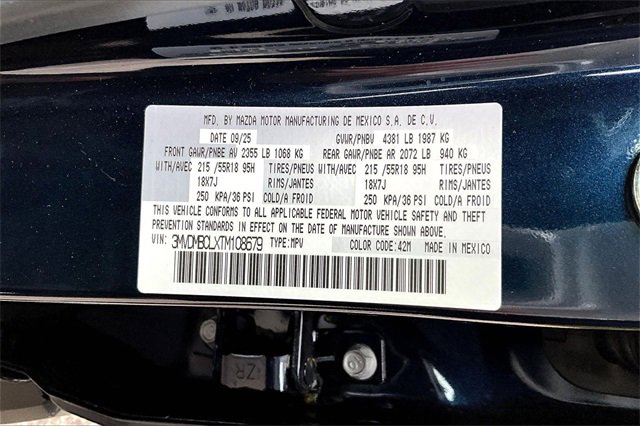 MFD. BY MAZDA MOTOR MANUFACTURING DE MEXICO S.A. DE C.V.
DATE 09/25 GVWR/PNBV 4381 LB 1987 KG
FRONT GAWR/PNBE AV 2355 LB 1068 KG REAR GAWR/PNBE AR 2072 LB 940 KG
WITH/AVEC 215 /55R18 95H TIRES/PNEUS WITH/AVEC 215 /55R18 95H TIRES/PNEUS
18X7J RIMS/JANTES 18X7J RIMS/JANTES
250 KPA/36 PSI COLD/A FROID 250 KPA/36 PSI COLD/A FROID
THIS VEHICLE CONFORMS TO ALL APPLICABLE FEDERAL MOTOR VEHICLE SAFETY AND THEFT
PREVENTION STANDARDS IN EFFECT ON THE DATE OF MANUFACTURE SHOWN ABOVE.
VIN: 3MVDMBCLXTM108679 TYPE:MPV COLOR CODE:42M MADE IN MEXICO
ZR